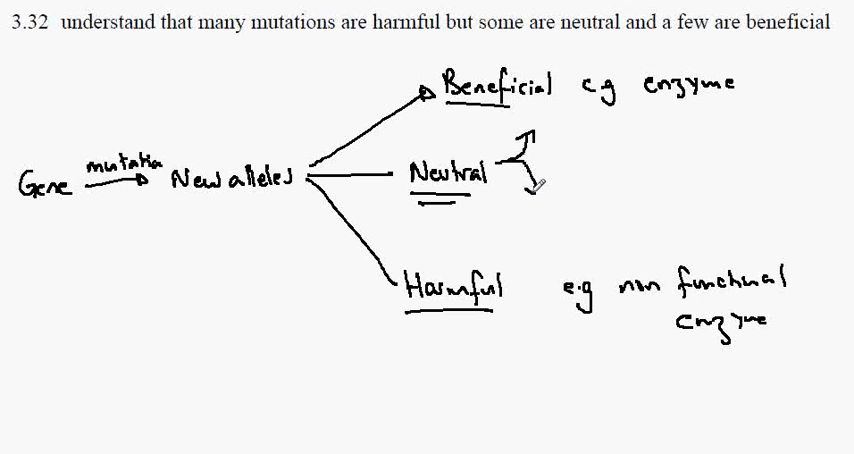 3.32 understand that many mutations are harmful but some are neutral and a few are beneficial
Beneficial eg enzyme
mutation
Gene New alleles Neutral
Harmful e.g non functional
enzyme